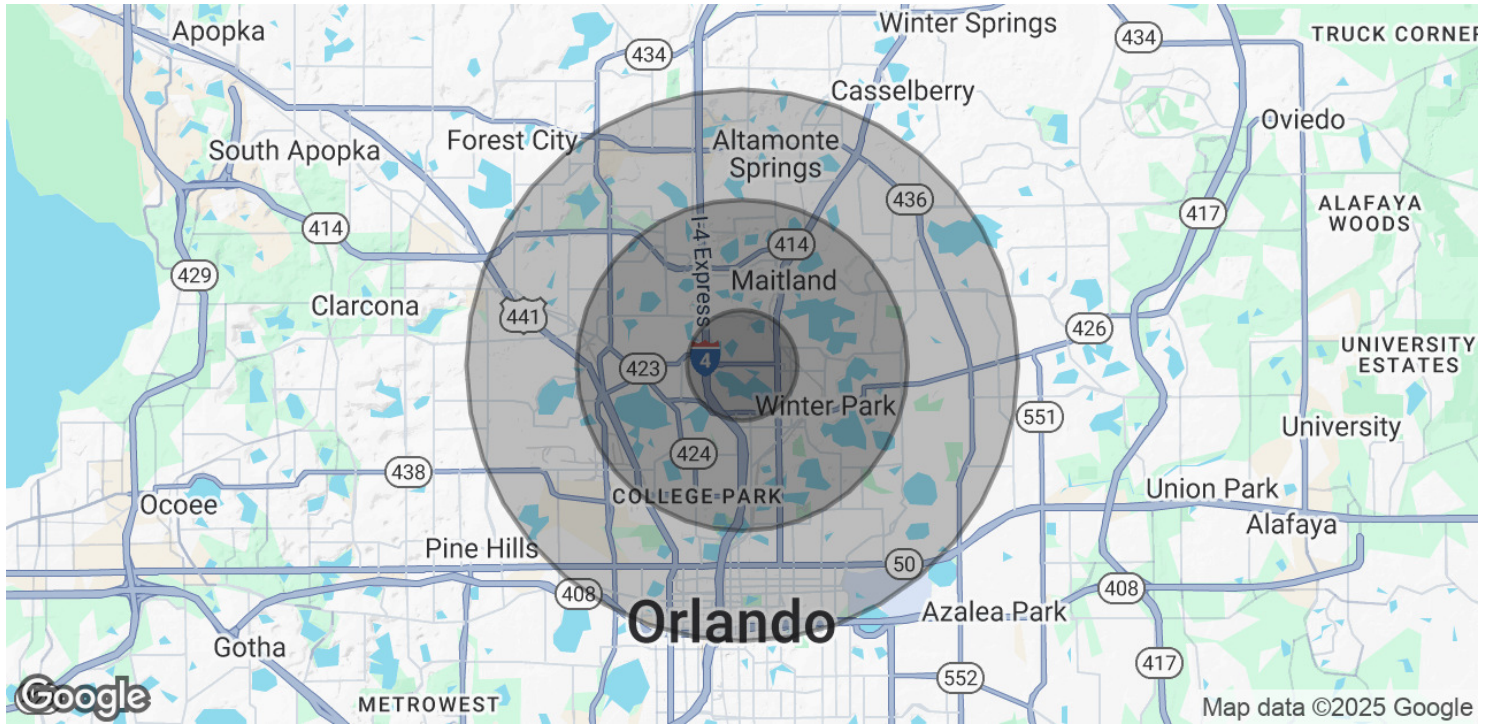 Apopka
434
Winter Springs
434
TRUCK CORNER
Casselberry
Oviedo
Forest City
Altamonte
Springs
South Apopka
436
ALAFAYA
WOODS
414
417
414
I-4 Express
429
Maitland
Clarcona
441
426
UNIVERSITY
ESTATES
4
423
Winter Park
551
University
424
438
COLLEGE PARK
Union Park
Ocoee
Alafaya
Pine Hills
50
408
408
Orlando
Azalea Park
Gotha
417
552
Google
METROWEST
Map data ©2025 Google